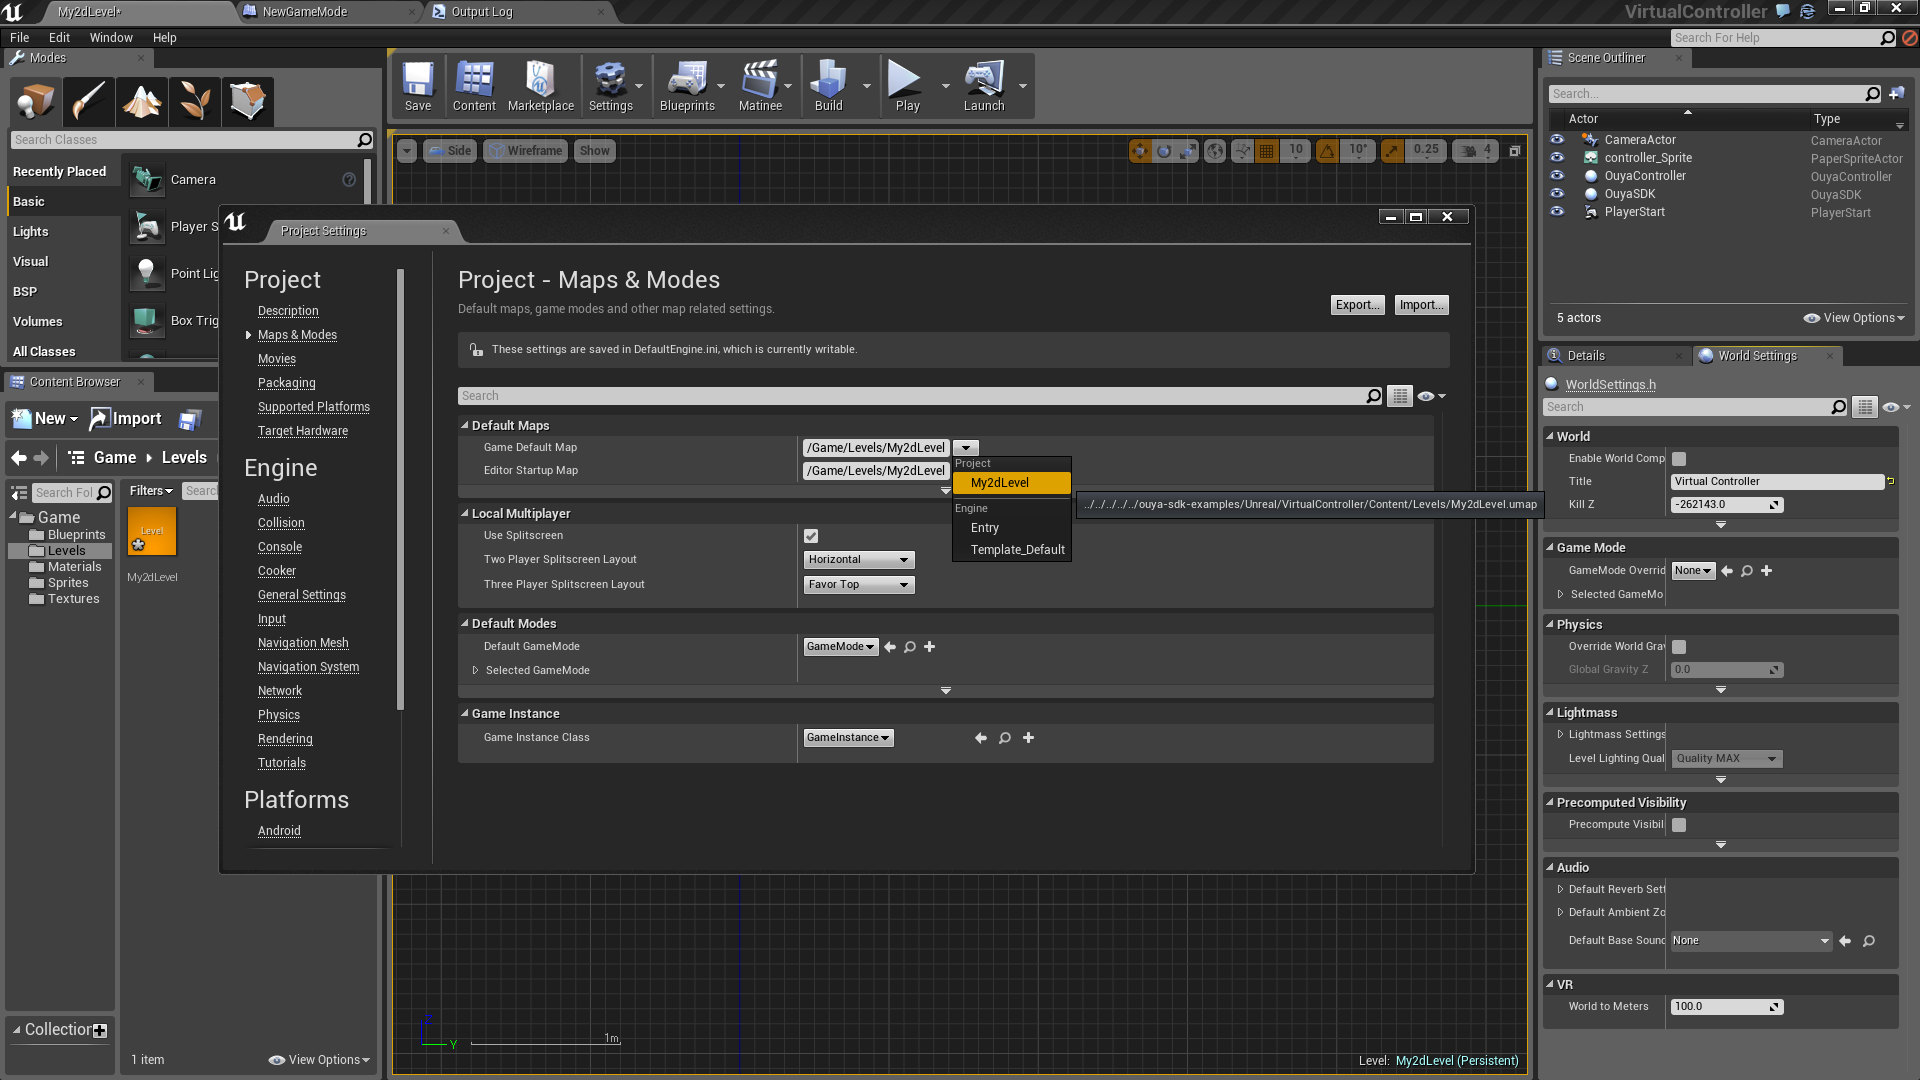 My2dLevel*
NewGameMode
Output Log
VirtualController
File Edit Window Help
Search For Help
Modes
Search Classes
Recently Placed
Basic
Lights
Visual
BSP
Volumes
All Classes
Camera
Player S
Point Lig
Box Trig
Save
Content
Marketplace
Settings
Blueprints
Matinee
Build
Play
Launch
Side
Wireframe
Show
10
10°
0.25
4
Scene Outliner
Search...
Actor Type
CameraActor CameraActor
controller_Sprite PaperSpriteActor
OuyaController OuyaController
OuyaSDK OuyaSDK
PlayerStart PlayerStart
5 actors
View Options
Content Browser
New
Import
Game Levels
Search Fol
Filters
Search
Game
Blueprints
Levels
Materials
Sprites
Textures
Level
My2dLevel
Collection
1 item
View Options
Project Settings
Project
Description
Maps & Modes
Movies
Packaging
Supported Platforms
Target Hardware
Engine
Audio
Collision
Console
Cooker
General Settings
Input
Navigation Mesh
Navigation System
Network
Physics
Rendering
Tutorials
Platforms
Android
Project - Maps & Modes
Default maps, game modes and other map related settings.
Export...
Import...
These settings are saved in DefaultEngine.ini, which is currently writable.
Search
Default Maps
Game Default Map /Game/Levels/My2dLevel
Editor Startup Map /Game/Levels/My2dLevel
Project
My2dLevel
Engine
Entry
Template_Default
../../../../../ouya-sdk-examples/Unreal/VirtualController/Content/Levels/My2dLevel.umap
Local Multiplayer
Use Splitscreen
Two Player Splitscreen Layout Horizontal
Three Player Splitscreen Layout Favor Top
Default Modes
Default GameMode GameMode
Selected GameMode
Game Instance
Game Instance Class GameInstance
Y
1m
Level: My2dLevel (Persistent)
Details
World Settings
WorldSettings.h
Search
World
Enable World Comp
Title Virtual Controller
Kill Z -262143.0
Game Mode
GameMode Overrid None
Selected GameMo
Physics
Override World Grav
Global Gravity Z 0.0
Lightmass
Lightmass Settings
Level Lighting Qual Quality MAX
Precomputed Visibility
Precompute Visibil
Audio
Default Reverb Sett
Default Ambient Zo
Default Base Sound None
VR
World to Meters 100.0